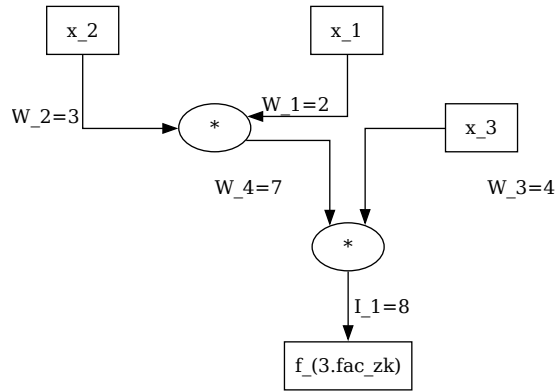 x_2
x_1
W_2=3
*
W_1=2
x_3
W_4=7
W_3=4
*
I_1=8
f_(3.fac_zk)